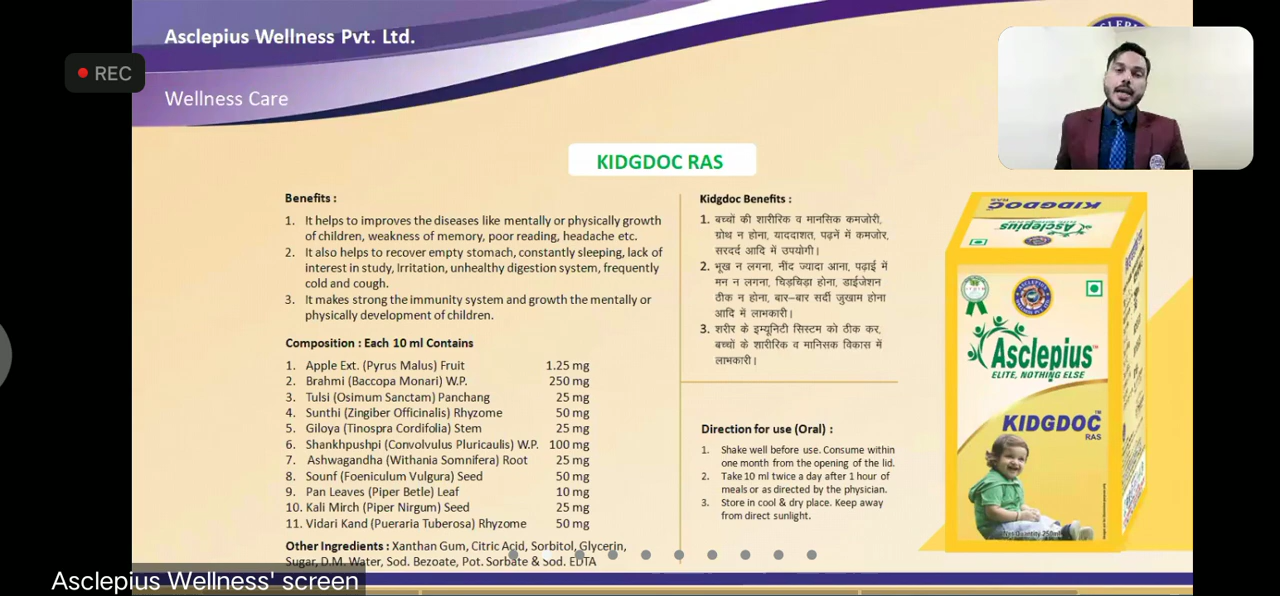 Asclepius Wellness Pvt. Ltd.
REC
Wellness Care
KIDGDOC RAS
Benefits :
1. It helps to improves the diseases like mentally or physically growth
of children, weakness of memory, poor reading, headache etc.
2. It also helps to recover empty stomach, constantly sleeping, lack of
interest in study, Irritation, unhealthy digestion system, frequently
cold and cough.
3. It makes strong the immunity system and growth the mentally or
physically development of children.
Composition : Each 10 ml Contains
1. Apple Ext. (Pyrus Malus) Fruit 1.25 mg
2. Brahmi (Baccopa Monari) W.P. 250 mg
3. Tulsi (Osimum Sanctam) Panchang 25 mg
4. Sunthi (Zingiber Officinalis) Rhyzome 50 mg
5. Giloya (Tinospra Cordifolia) Stem 25 mg
6. Shankhpushpi (Convolvulus Pluricaulis) W.P. 100 mg
7. Ashwagandha (Withania Somnifera) Root 25 mg
8. Sounf (Foeniculum Vulgura) Seed 50 mg
9. Pan Leaves (Piper Betle) Leaf 10 mg
10. Kali Mirch (Piper Nirgum) Seed 25 mg
11. Vidari Kand (Pueraria Tuberosa) Rhyzome 50 mg
Other Ingredients : Xanthan Gum, Citric Acid, Sorbitol, Glycerin,
Sugar, D.M. Water, Sod. Bezoate, Pot. Sorbate & Sod. EDTA
Kidgdoc Benefits :
1. बच्चों की शारीरिक व मानसिक कमजोरी,
ग्रोथ न होना, याददाशत, पढ़नें में कमजोर,
सरदर्द आदि में उपयोगी।
2. भूख न लगना, नींद ज्यादा आना, पढ़ाई में
मन न लगना, चिड़चिड़ा होना, डाईजेशन
ठीक न होना, बार–बार सर्दी जुखाम होना
आदि में लाभकारी।
3. शरीर के इम्यूनिटी सिस्टम को ठीक कर,
बच्चों के शारीरिक व मानिसक विकास में
लाभकारी।
Direction for use (Oral) :
1. Shake well before use. Consume within
one month from the opening of the lid.
2. Take 10 ml twice a day after 1 hour of
meals or as directed by the physician.
3. Store in cool & dry place. Keep away
from direct sunlight.
KIDGDOC
RAS
Asclepius
Asclepius™
ELITE, NOTHING ELSE
KIDGDOC™
RAS
Asclepius Wellness' screen